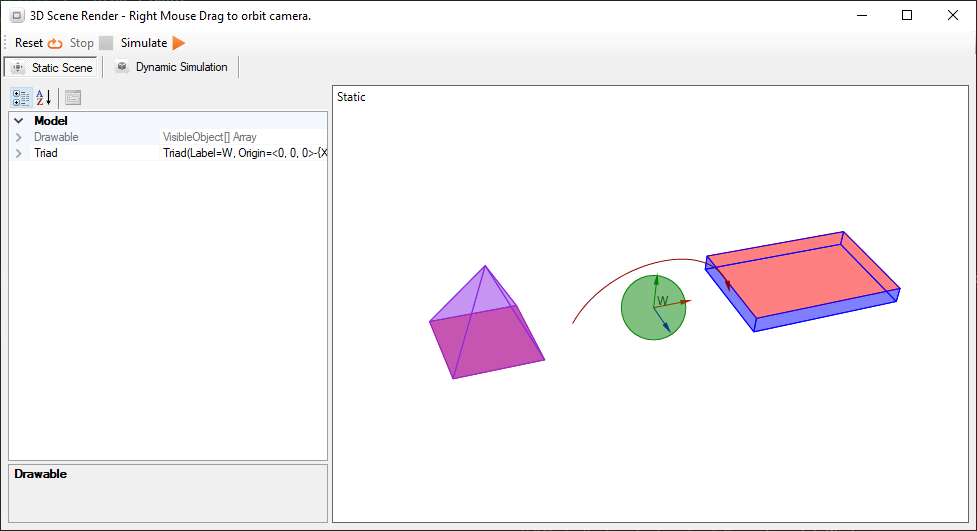 3D Scene Render - Right Mouse Drag to orbit camera.
Reset Stop Simulate
Static Scene Dynamic Simulation
Static
Model
Drawable VisibleObject[] Array
Triad Triad(Label=W, Origin=<0, 0, 0>-{X
W
Drawable